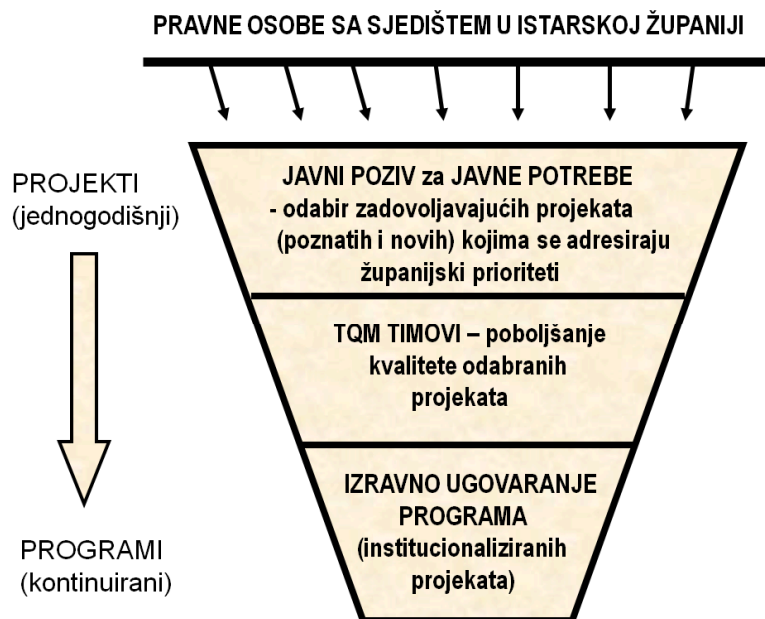 PRAVNE OSOBE SA SJEDIŠTEM U ISTARSKOJ ŽUPANIJI
PROJEKTI
(jednogodišnji)
JAVNI POZIV za JAVNE POTREBE
- odabir zadovoljavajućih projekata
(poznatih i novih) kojima se adresiraju
županijski prioriteti
TQM TIMOVI – poboljšanje
kvalitete odabranih
projekata
IZRAVNO UGOVARANJE
PROGRAMA
(institucionaliziranih
projekata)
PROGRAMI
(kontinuirani)